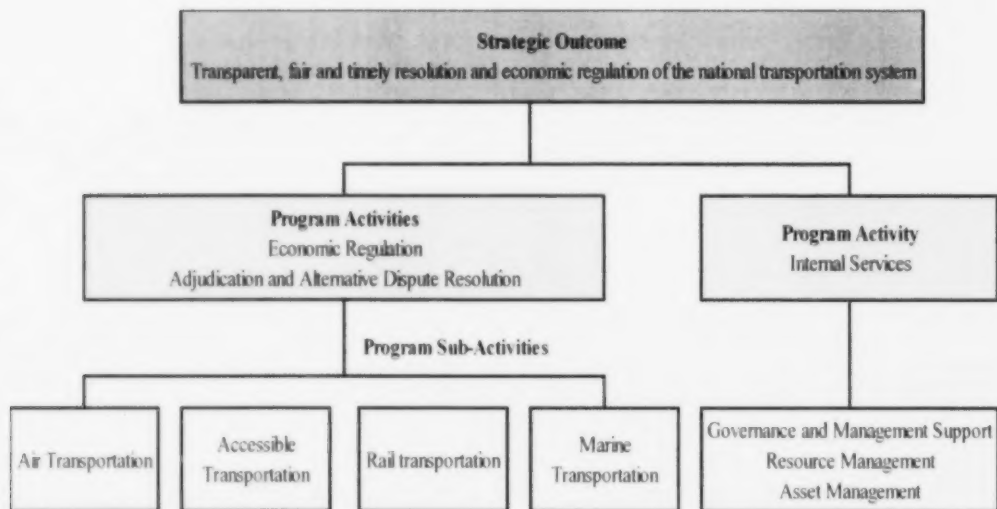 Strategic Outcome
Transparent, fair and timely resolution and economic regulation of the national transportation system
Program Activities
Economic Regulation
Adjudication and Alternative Dispute Resolution
Program Activity
Internal Services
Program Sub-Activities
Air Transportation
Accessible
Transportation
Rail transportation
Marine
Transportation
Governance and Management Support
Resource Management
Asset Management